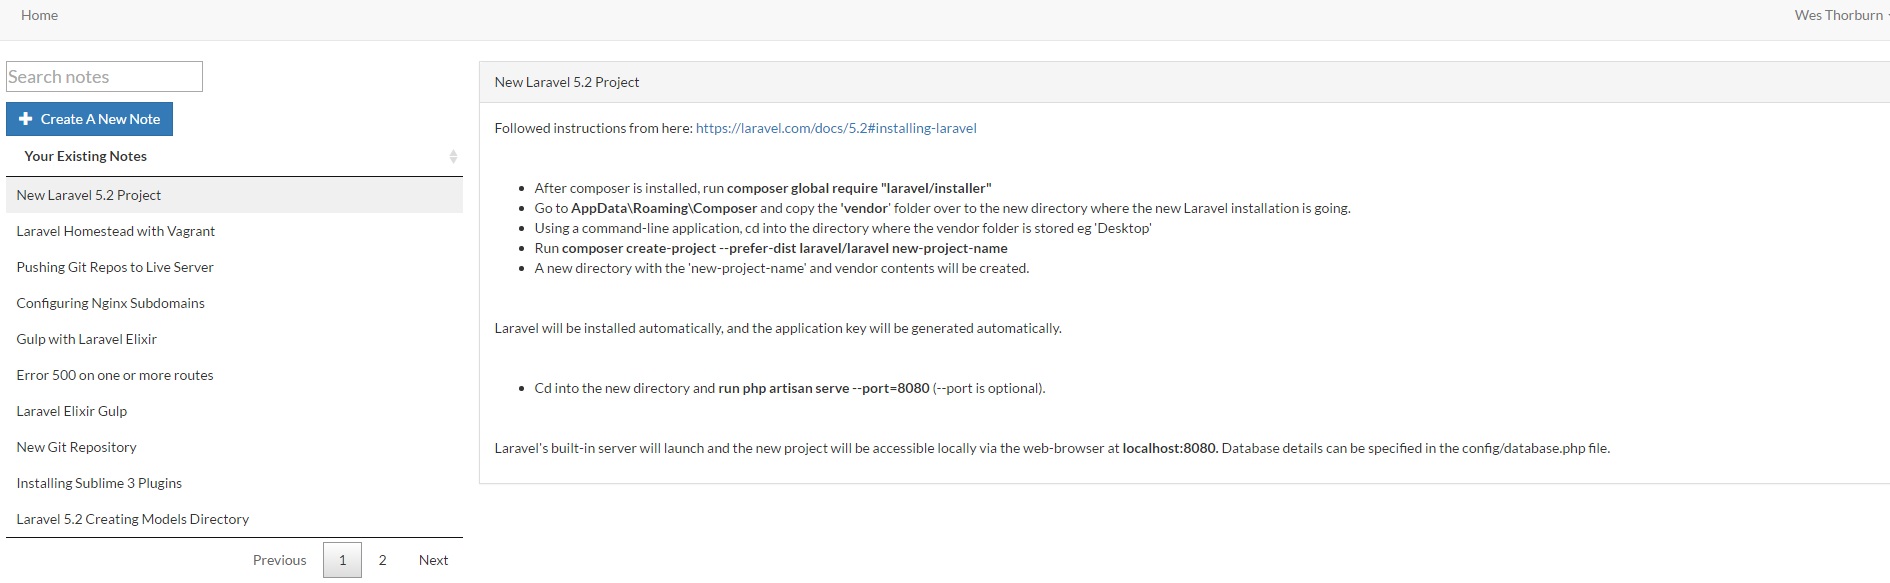 Home
Wes Thorburn
Search notes
Create A New Note
Your Existing Notes
New Laravel 5.2 Project
Laravel Homestead with Vagrant
Pushing Git Repos to Live Server
Configuring Nginx Subdomains
Gulp with Laravel Elixir
Error 500 on one or more routes
Laravel Elixir Gulp
New Git Repository
Installing Sublime 3 Plugins
Laravel 5.2 Creating Models Directory
Previous 1 2 Next
New Laravel 5.2 Project
Followed instructions from here: https://laravel.com/docs/5.2#installing-laravel
• After composer is installed, run composer global require "laravel/installer"
• Go to AppData\Roaming\Composer and copy the 'vendor' folder over to the new directory where the new Laravel installation is going.
• Using a command-line application, cd into the directory where the vendor folder is stored eg 'Desktop'
• Run composer create-project --prefer-dist laravel/laravel new-project-name
• A new directory with the 'new-project-name' and vendor contents will be created.
Laravel will be installed automatically, and the application key will be generated automatically.
• Cd into the new directory and run php artisan serve --port=8080 (--port is optional).
Laravel's built-in server will launch and the new project will be accessible locally via the web-browser at localhost:8080. Database details can be specified in the config/database.php file.